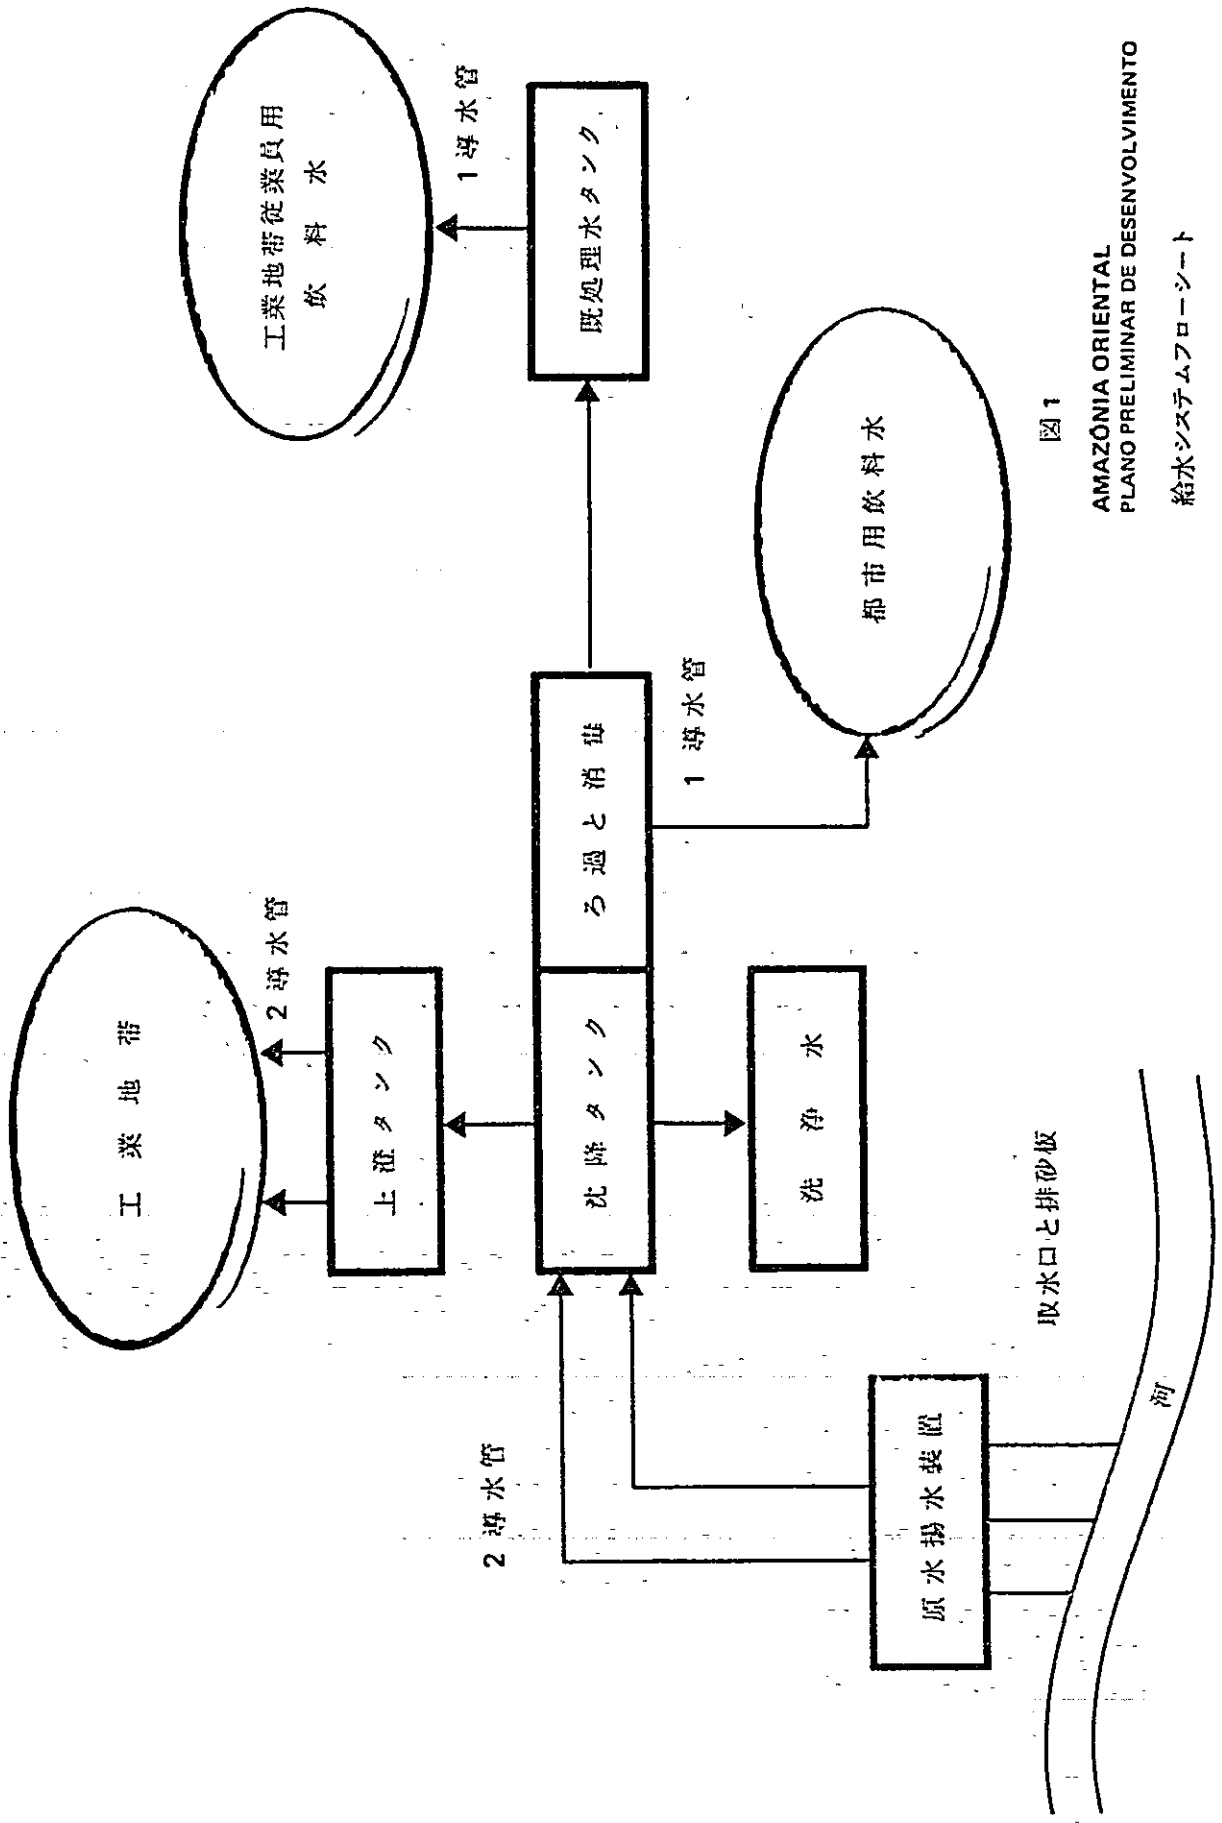 工業地帯
2導水管
上澄タンク
工業地帯従業員用
飲料水
1導水管
既処理水タンク
2導水管
沈降タンク
ろ過と消毒
1導水管
洗浄水
都市用飲料水
原水揚水装置
取水口と排砂板
河
図1
AMAZÔNIA ORIENTAL
PLANO PRELIMINAR DE DESENVOLVIMENTO
給水システムフローシート